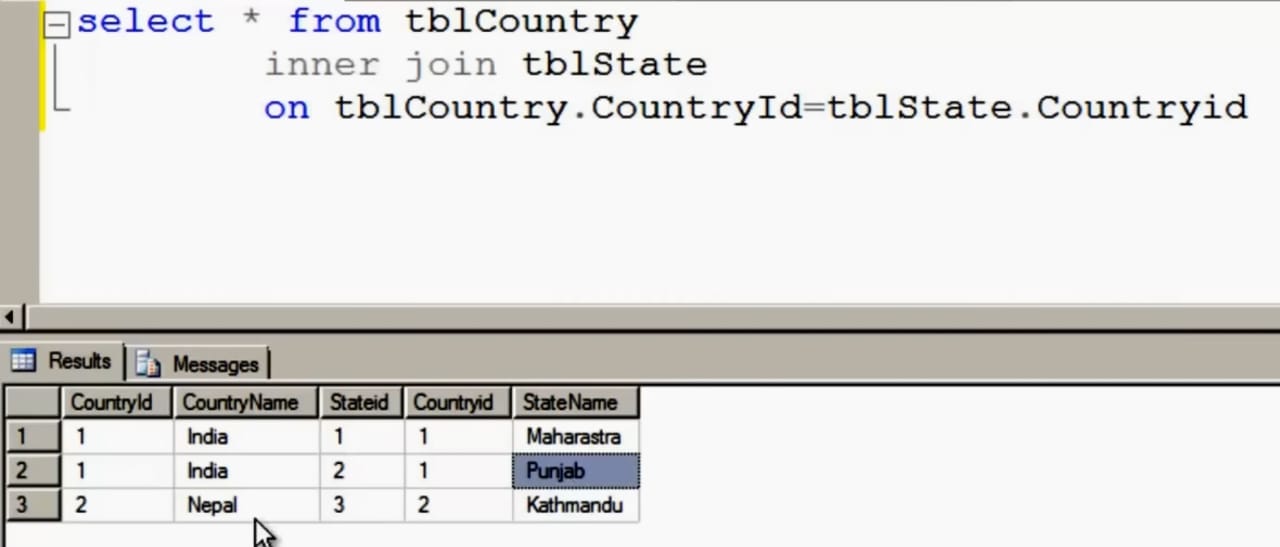 select * from tblCountry
inner join tblState
on tblCountry.CountryId=tblState.Countryid
Results Messages
CountryId CountryName Stateid Countryid StateName
1 1 India 1 1 Maharastra
2 1 India 2 1 Punjab
3 2 Nepal 3 2 Kathmandu